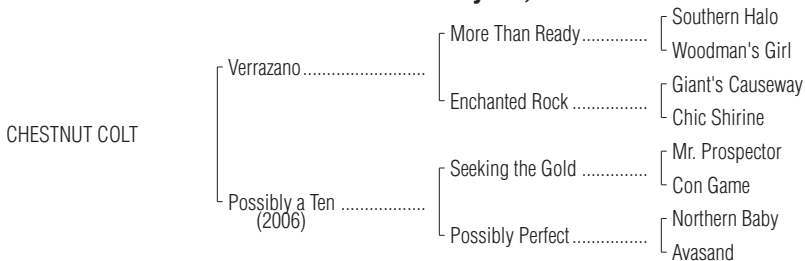 Southern Halo
More Than Ready..............
Woodman's Girl
Verrazano.........................
Giant's Causeway
Enchanted Rock ................
Chic Shirine
CHESTNUT COLT
Mr. Prospector
Seeking the Gold ..............
Con Game
Possibly a Ten ..................
(2006)
Northern Baby
Possibly Perfect................
Avasand